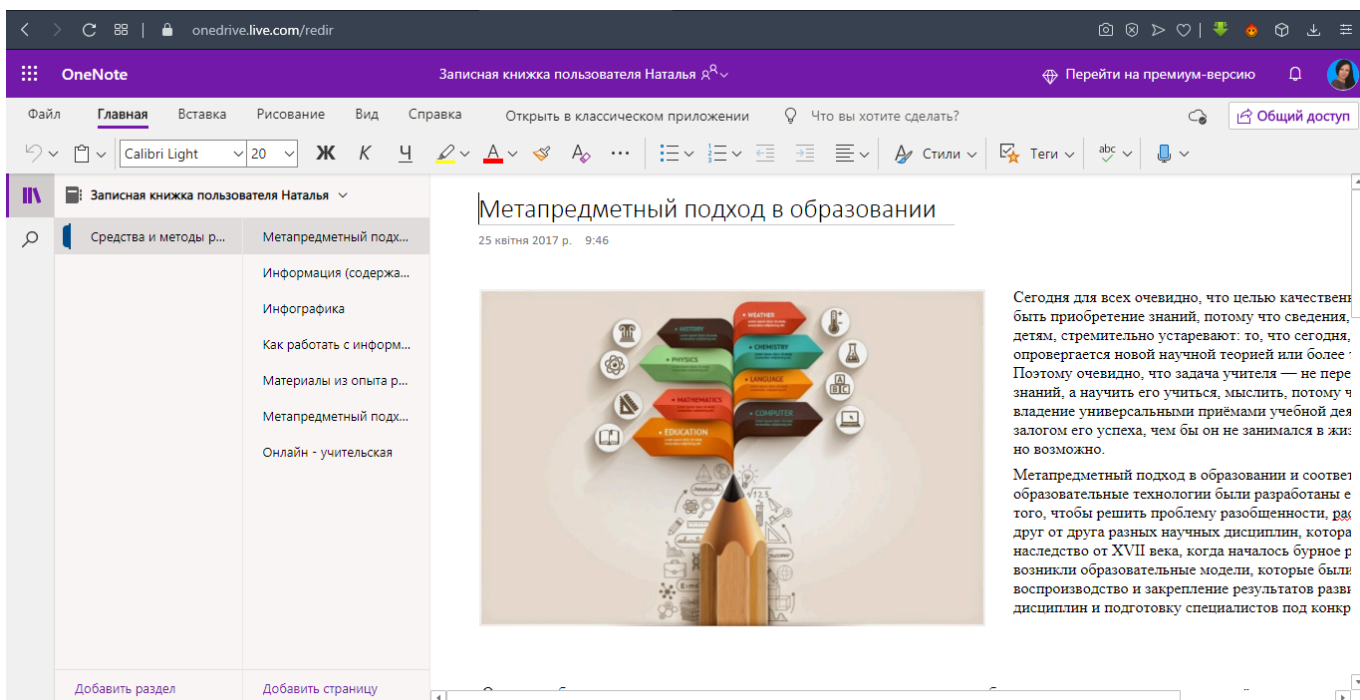 onedrive.live.com/redir
OneNote
Записная книжка пользователя Наталья
Перейти на премиум-версию
Файл Главная Вставка Рисование Вид Справка Открыть в классическом приложении Что вы хотите сделать? Общий доступ
Calibri Light 20 Ж К Ч Стили Теги abc
Записная книжка пользователя Наталья
Средства и методы р...
Метапредметный подх...
Информация (содержа...
Инфографика
Как работать с информ...
Материалы из опыта р...
Метапредметный подх...
Онлайн - учительская
Добавить раздел
Добавить страницу
Метапредметный подход в образовании
25 квітня 2017 р. 9:46
• WEATHER
• HISTORY
• CHEMISTRY
• PHYSICS
• LANGUAGE
• MATHEMATICS
• COMPUTER
• EDUCATION
A
B C
√12.5
Сегодня для всех очевидно, что целью качествен
быть приобретение знаний, потому что сведения,
детям, стремительно устаревают: то, что сегодня,
опровергается новой научной теорией или более
Поэтому очевидно, что задача учителя — не пере
знаний, а научить его учиться, мыслить, потому ч
владение универсальными приёмами учебной дея
залогом его успеха, чем бы он не занимался в жиз
но возможно.
Метапредметный подход в образовании и соответ
образовательные технологии были разработаны е
того, чтобы решить проблему разобщенности, рас
друг от друга разных научных дисциплин, котора
наследство от XVII века, когда началось бурное р
возникли образовательные модели, которые были
воспроизводство и закрепление результатов разви
дисциплин и подготовку специалистов под конкр